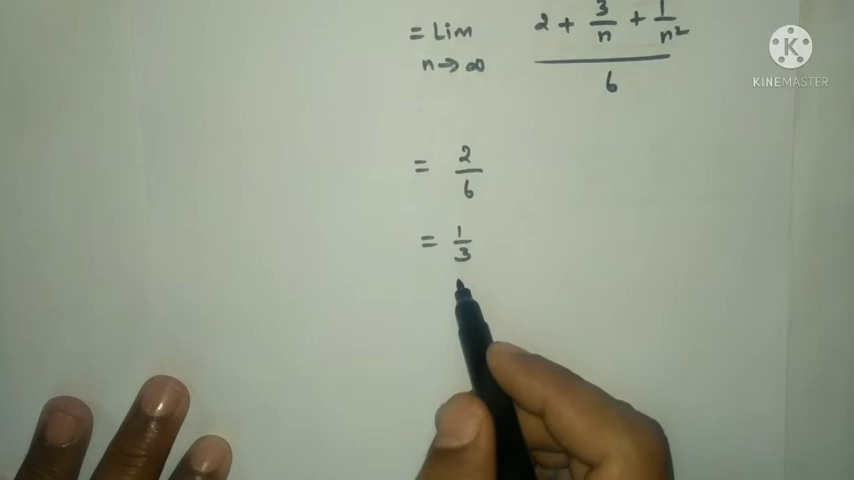 = Lim 2 + 3/n + 1/n²
n→∞ 6
K
KINEMASTER
= 2/6
= 1/3